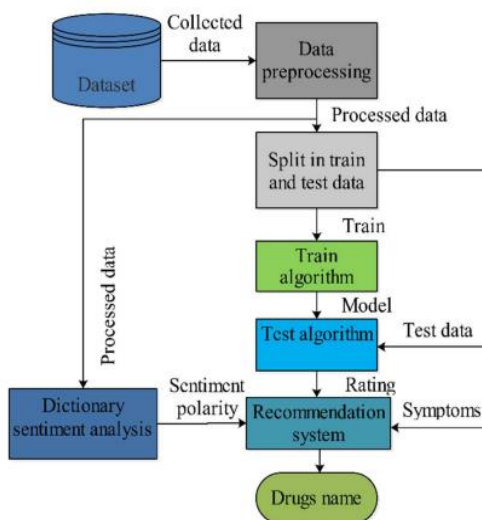 Collected
data
Dataset
Data
preprocessing
Processed data
Split in train
and test data
Train
Train
algorithm
Model
Test algorithm
Test data
Processed data
Rating
Sentiment
polarity
Symptoms
Dictionary
sentiment analysis
Recommendation
system
Drugs name